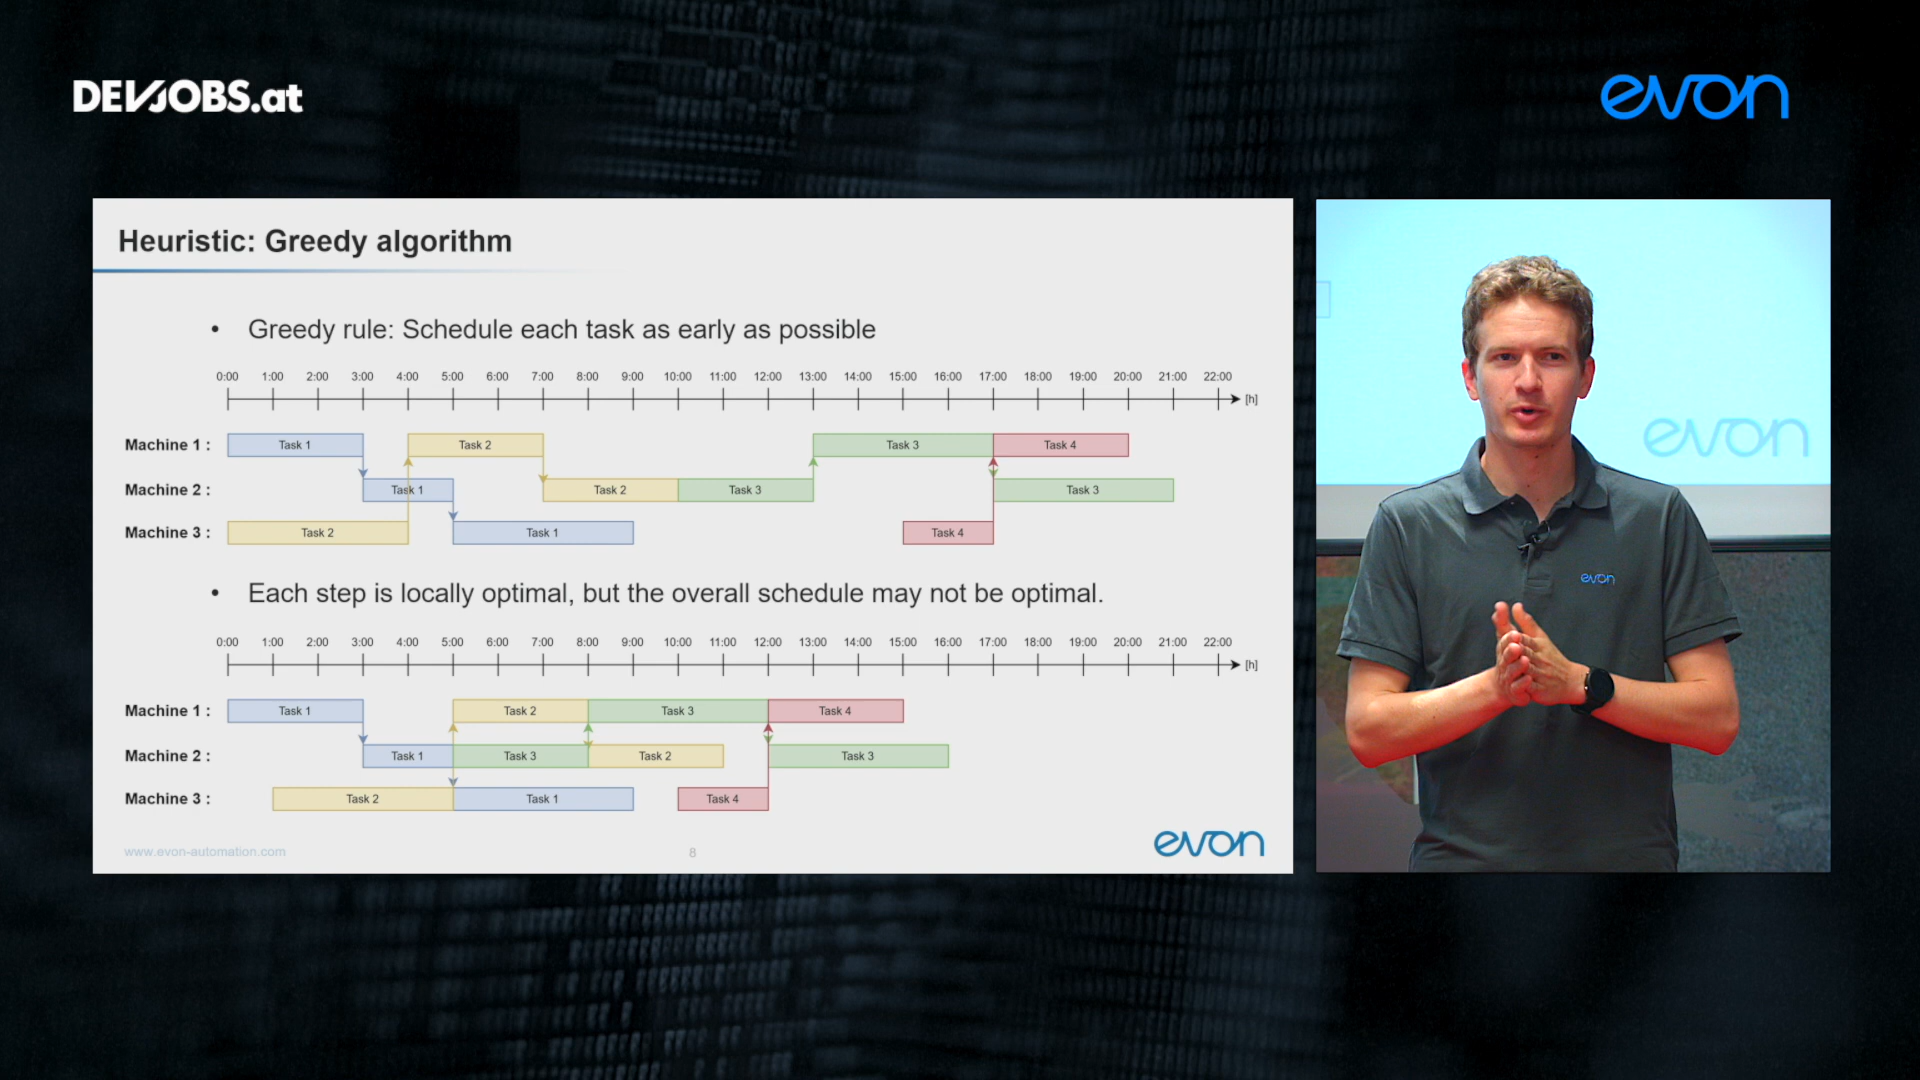 DEVJOBS.at
evon
Heuristic: Greedy algorithm
• Greedy rule: Schedule each task as early as possible
0:00 1:00 2:00 3:00 4:00 5:00 6:00 7:00 8:00 9:00 10:00 11:00 12:00 13:00 14:00 15:00 16:00 17:00 18:00 19:00 20:00 21:00 22:00
[h]
Machine 1 : Task 1 Task 2 Task 3 Task 4
Machine 2 : Task 1 Task 2 Task 3 Task 3
Machine 3 : Task 2 Task 1 Task 4
• Each step is locally optimal, but the overall schedule may not be optimal.
0:00 1:00 2:00 3:00 4:00 5:00 6:00 7:00 8:00 9:00 10:00 11:00 12:00 13:00 14:00 15:00 16:00 17:00 18:00 19:00 20:00 21:00 22:00
[h]
Machine 1 : Task 1 Task 2 Task 3 Task 4
Machine 2 : Task 1 Task 3 Task 2 Task 3
Machine 3 : Task 2 Task 1 Task 4
www.evon-automation.com
8
evon
evon
evon